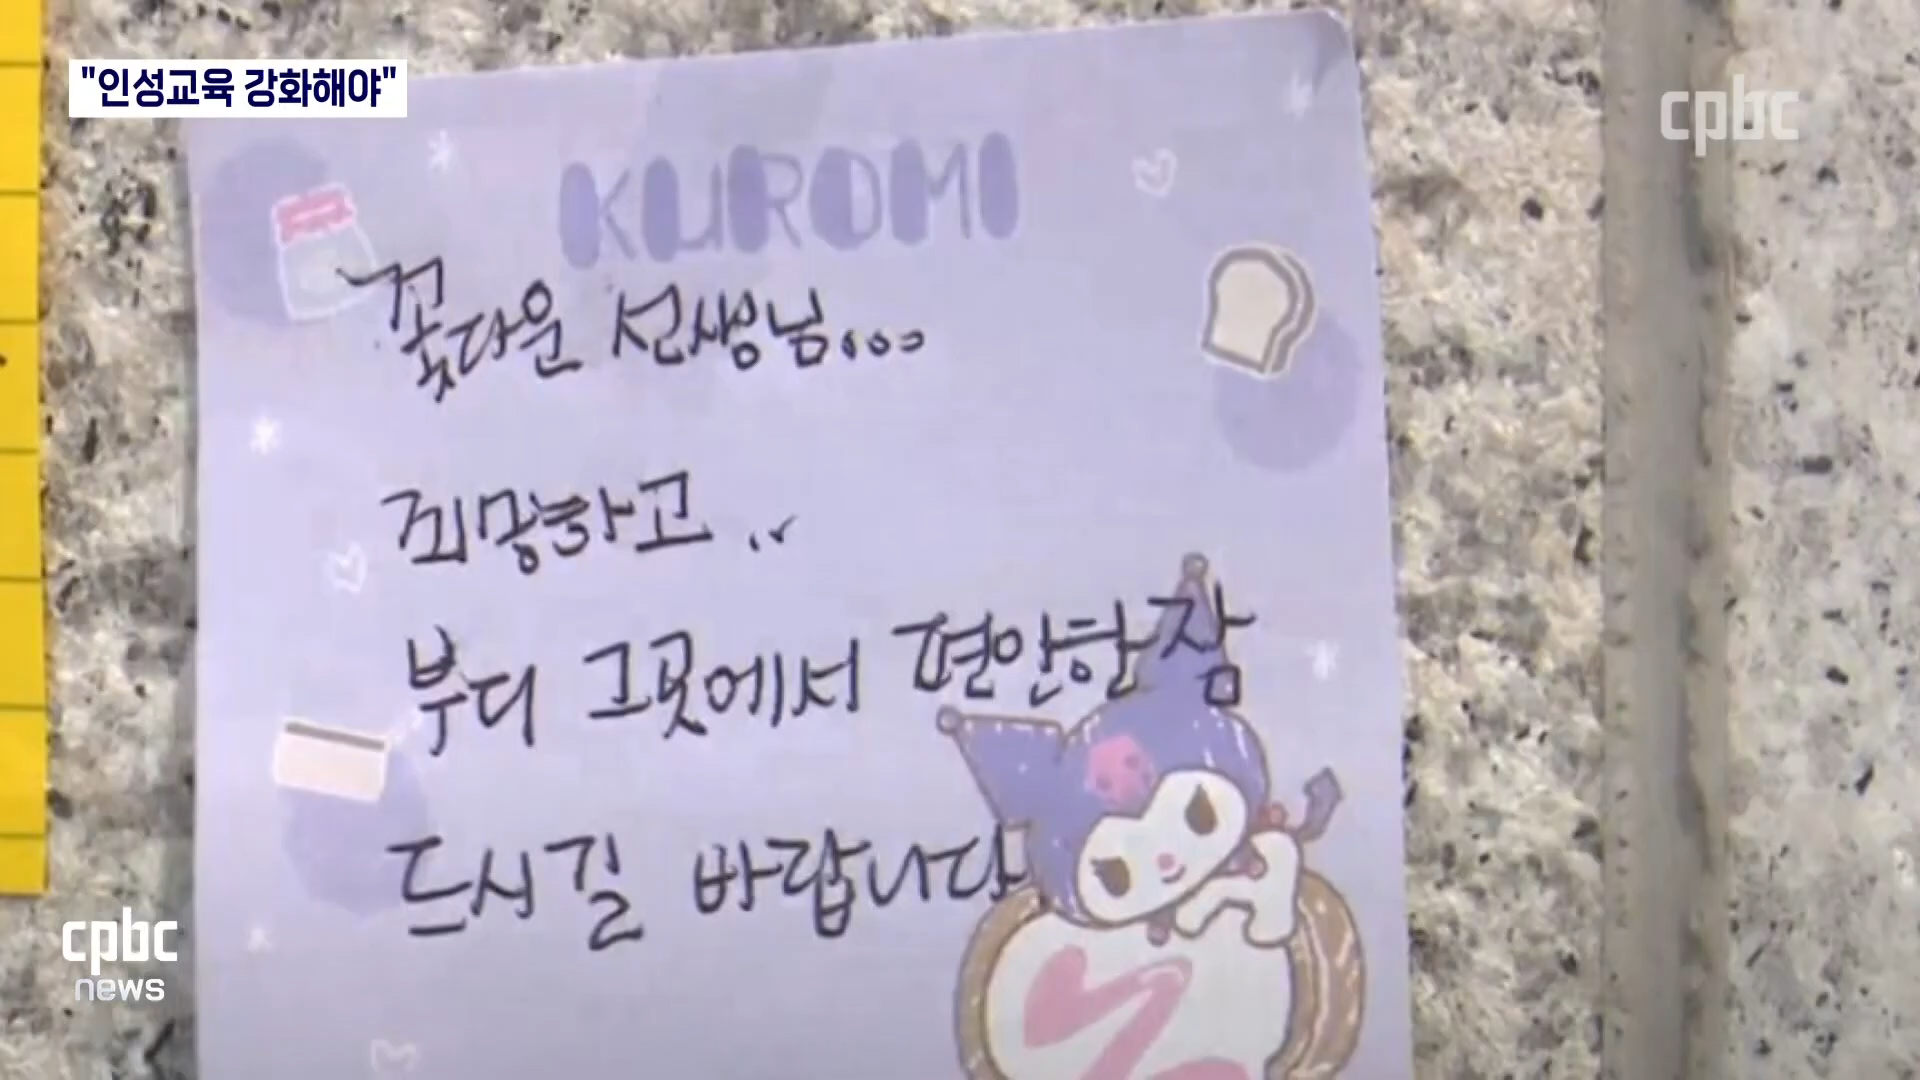 "인성교육 강화해야"
cpbc
KUROMI
꽃다운 선생님...
죄송하고..
부디 그곳에서 편안한 잠
드시길 바랍니다
cpbc
news